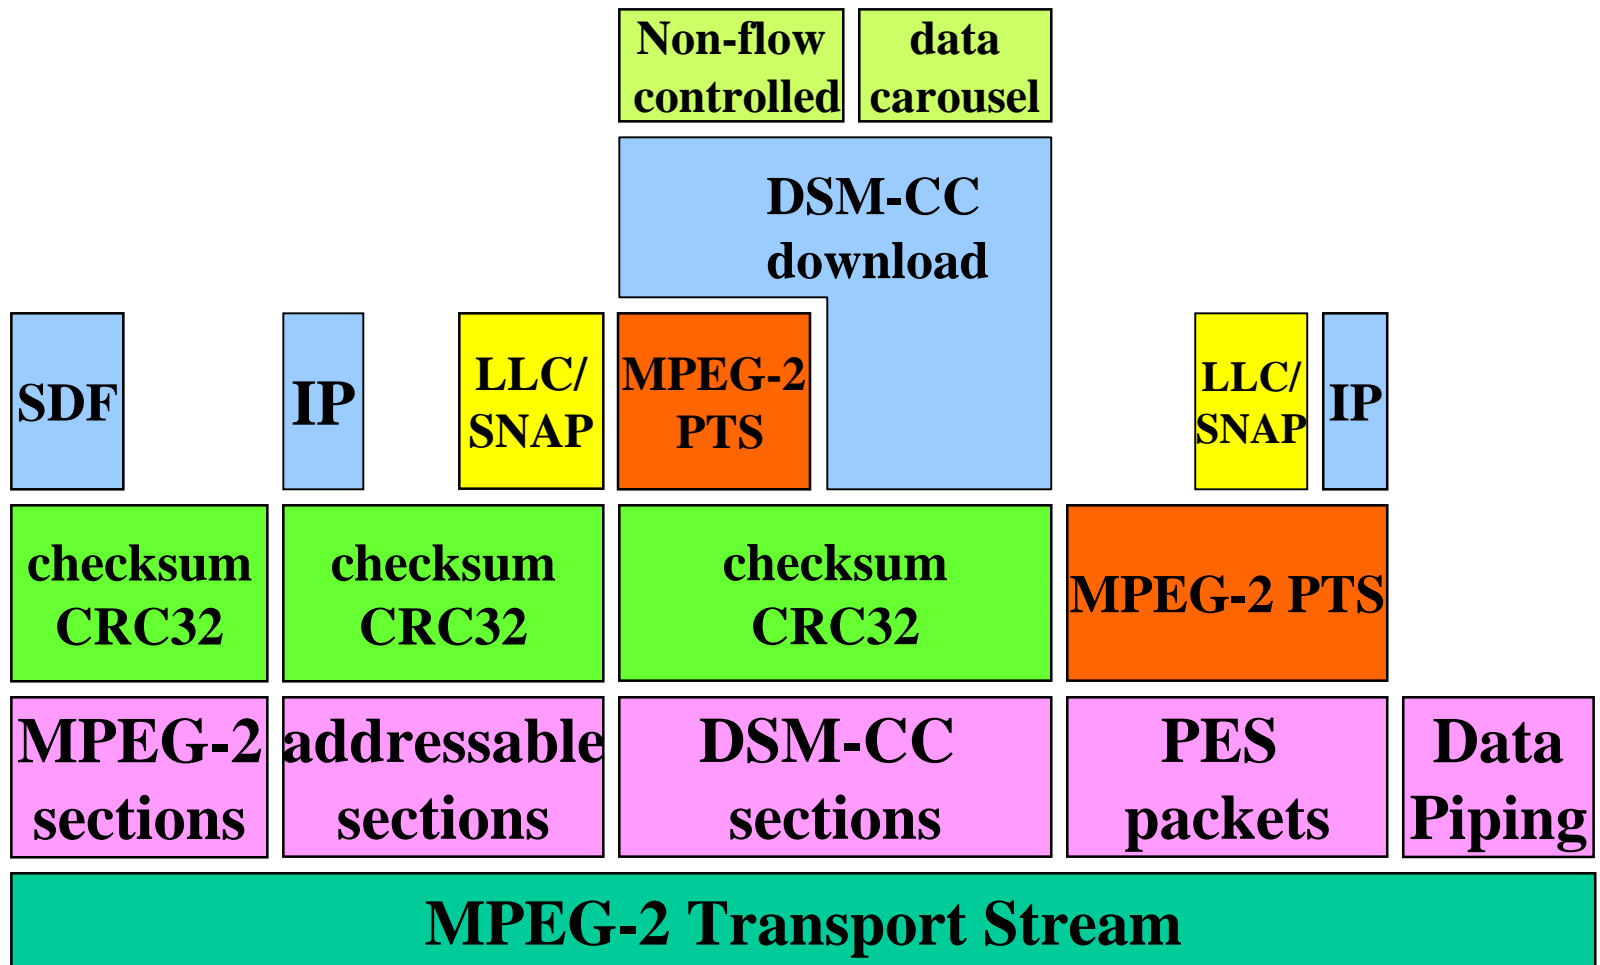 Non-flow
controlled
data
carousel
DSM-CC
download
SDF
IP
LLC/
SNAP
MPEG-2
PTS
LLC/
SNAP
IP
checksum
CRC32
checksum
CRC32
checksum
CRC32
MPEG-2 PTS
MPEG-2
sections
addressable
sections
DSM-CC
sections
PES
packets
Data
Piping
MPEG-2 Transport Stream